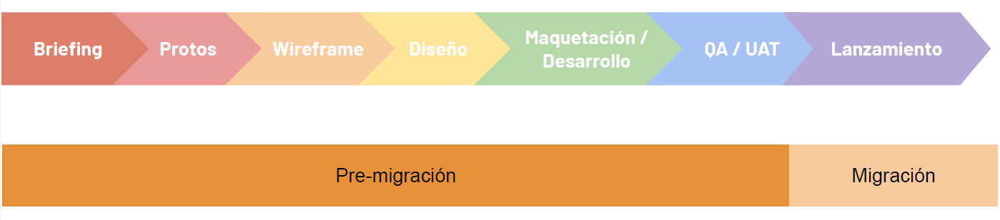 Briefing
Protos
Wireframe
Diseño
Maquetación /
Desarrollo
QA / UAT
Lanzamiento
Pre-migración
Migración